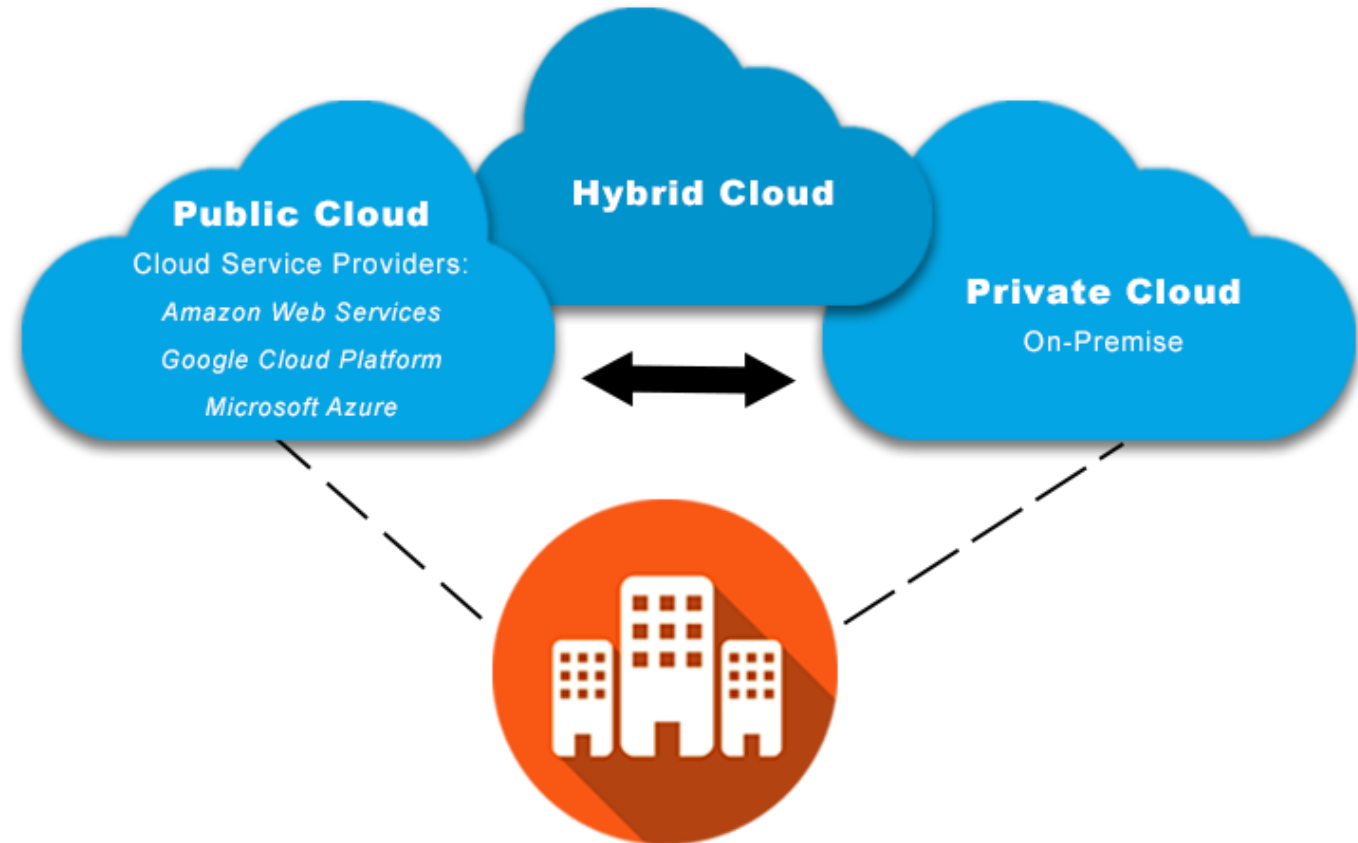 Hybrid Cloud
Public Cloud
Cloud Service Providers:
Amazon Web Services
Google Cloud Platform
Microsoft Azure
Private Cloud
On-Premise